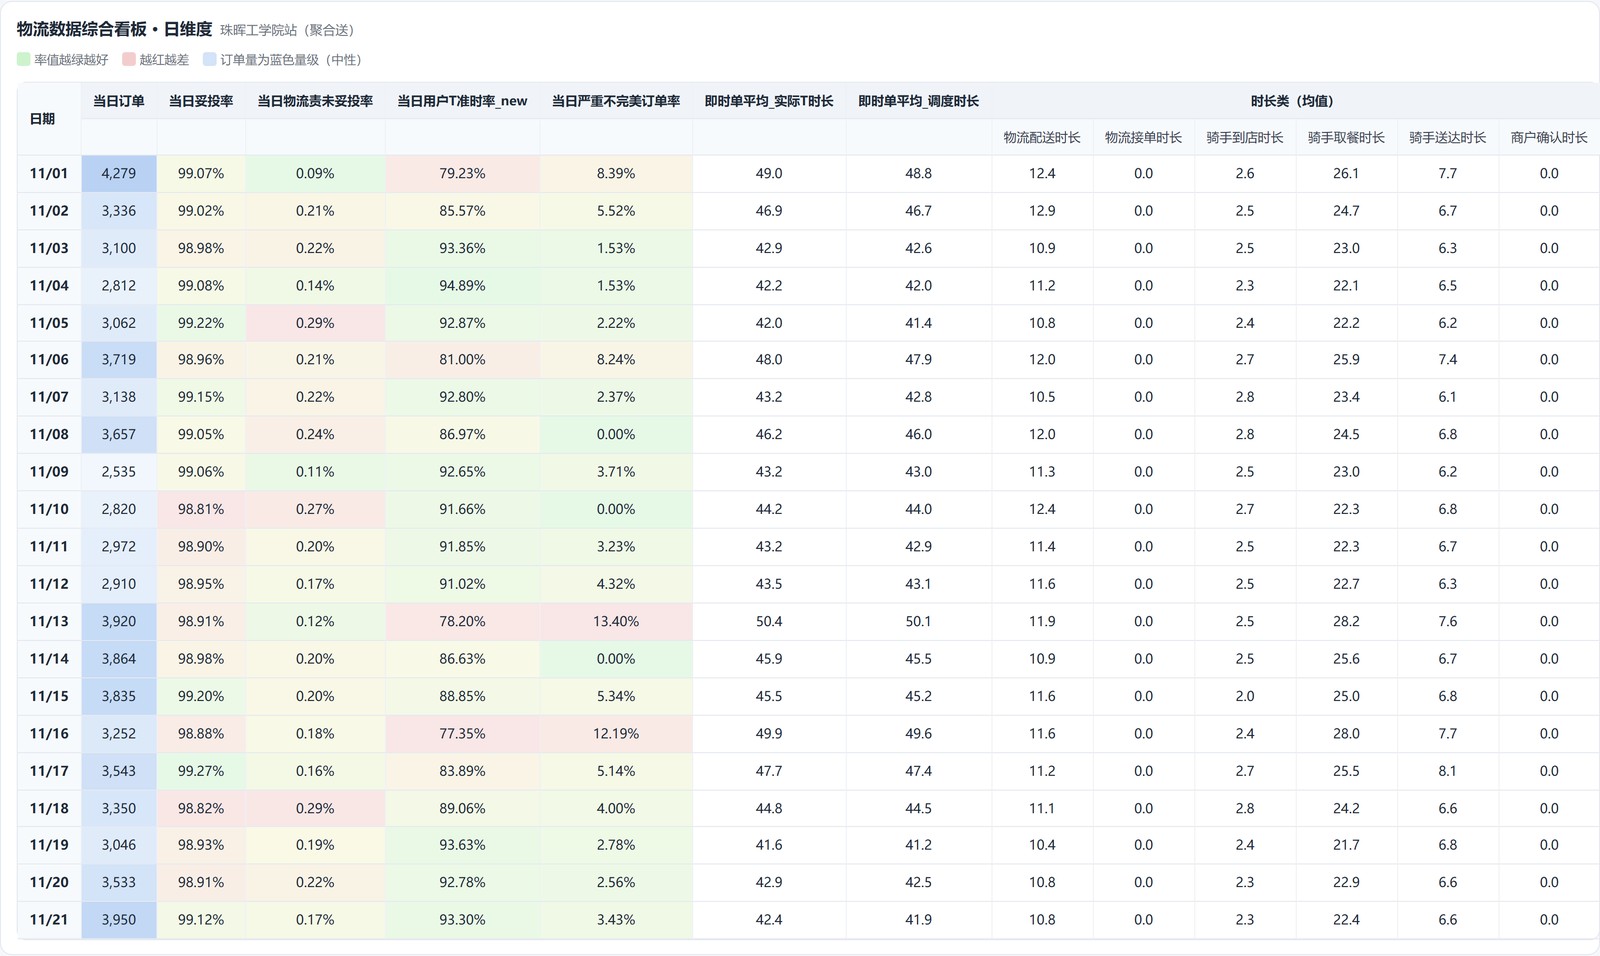 物流数据综合看板 • 日维度 珠晖工学院站（聚合送）
率值越绿越好 越红越差 订单量为蓝色量级（中性）
日期 当日订单 当日妥投率 当日物流责未妥投率 当日用户T准时率_new 当日严重不完美订单率 即时单平均_实际T时长 即时单平均_调度时长 时长类（均值）
物流配送时长 物流接单时长 骑手到店时长 骑手取餐时长 骑手送达时长 商户确认时长
11/01 4,279 99.07% 0.09% 79.23% 8.39% 49.0 48.8 12.4 0.0 2.6 26.1 7.7 0.0
11/02 3,336 99.02% 0.21% 85.57% 5.52% 46.9 46.7 12.9 0.0 2.5 24.7 6.7 0.0
11/03 3,100 98.98% 0.22% 93.36% 1.53% 42.9 42.6 10.9 0.0 2.5 23.0 6.3 0.0
11/04 2,812 99.08% 0.14% 94.89% 1.53% 42.2 42.0 11.2 0.0 2.3 22.1 6.5 0.0
11/05 3,062 99.22% 0.29% 92.87% 2.22% 42.0 41.4 10.8 0.0 2.4 22.2 6.2 0.0
11/06 3,719 98.96% 0.21% 81.00% 8.24% 48.0 47.9 12.0 0.0 2.7 25.9 7.4 0.0
11/07 3,138 99.15% 0.22% 92.80% 2.37% 43.2 42.8 10.5 0.0 2.8 23.4 6.1 0.0
11/08 3,657 99.05% 0.24% 86.97% 0.00% 46.2 46.0 12.0 0.0 2.8 24.5 6.8 0.0
11/09 2,535 99.06% 0.11% 92.65% 3.71% 43.2 43.0 11.3 0.0 2.5 23.0 6.2 0.0
11/10 2,820 98.81% 0.27% 91.66% 0.00% 44.2 44.0 12.4 0.0 2.7 22.3 6.8 0.0
11/11 2,972 98.90% 0.20% 91.85% 3.23% 43.2 42.9 11.4 0.0 2.5 22.3 6.7 0.0
11/12 2,910 98.95% 0.17% 91.02% 4.32% 43.5 43.1 11.6 0.0 2.5 22.7 6.3 0.0
11/13 3,920 98.91% 0.12% 78.20% 13.40% 50.4 50.1 11.9 0.0 2.5 28.2 7.6 0.0
11/14 3,864 98.98% 0.20% 86.63% 0.00% 45.9 45.5 10.9 0.0 2.5 25.6 6.7 0.0
11/15 3,835 99.20% 0.20% 88.85% 5.34% 45.5 45.2 11.6 0.0 2.0 25.0 6.8 0.0
11/16 3,252 98.88% 0.18% 77.35% 12.19% 49.9 49.6 11.6 0.0 2.4 28.0 7.7 0.0
11/17 3,543 99.27% 0.16% 83.89% 5.14% 47.7 47.4 11.2 0.0 2.7 25.5 8.1 0.0
11/18 3,350 98.82% 0.29% 89.06% 4.00% 44.8 44.5 11.1 0.0 2.8 24.2 6.6 0.0
11/19 3,046 98.93% 0.19% 93.63% 2.78% 41.6 41.2 10.4 0.0 2.4 21.7 6.8 0.0
11/20 3,533 98.91% 0.22% 92.78% 2.56% 42.9 42.5 10.8 0.0 2.3 22.9 6.6 0.0
11/21 3,950 99.12% 0.17% 93.30% 3.43% 42.4 41.9 10.8 0.0 2.3 22.4 6.6 0.0